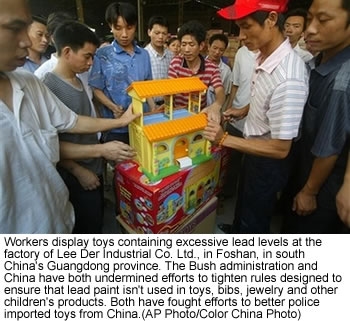 Workers display toys containing excessive lead levels at the
factory of Lee Der Industrial Co. Ltd., in Foshan, in south
China's Guangdong province. The Bush administration and
China have both undermined efforts to tighten rules designed to
ensure that lead paint isn't used in toys, bibs, jewelry and other
children's products. Both have fought efforts to better police
imported toys from China.(AP Photo/Color China Photo)